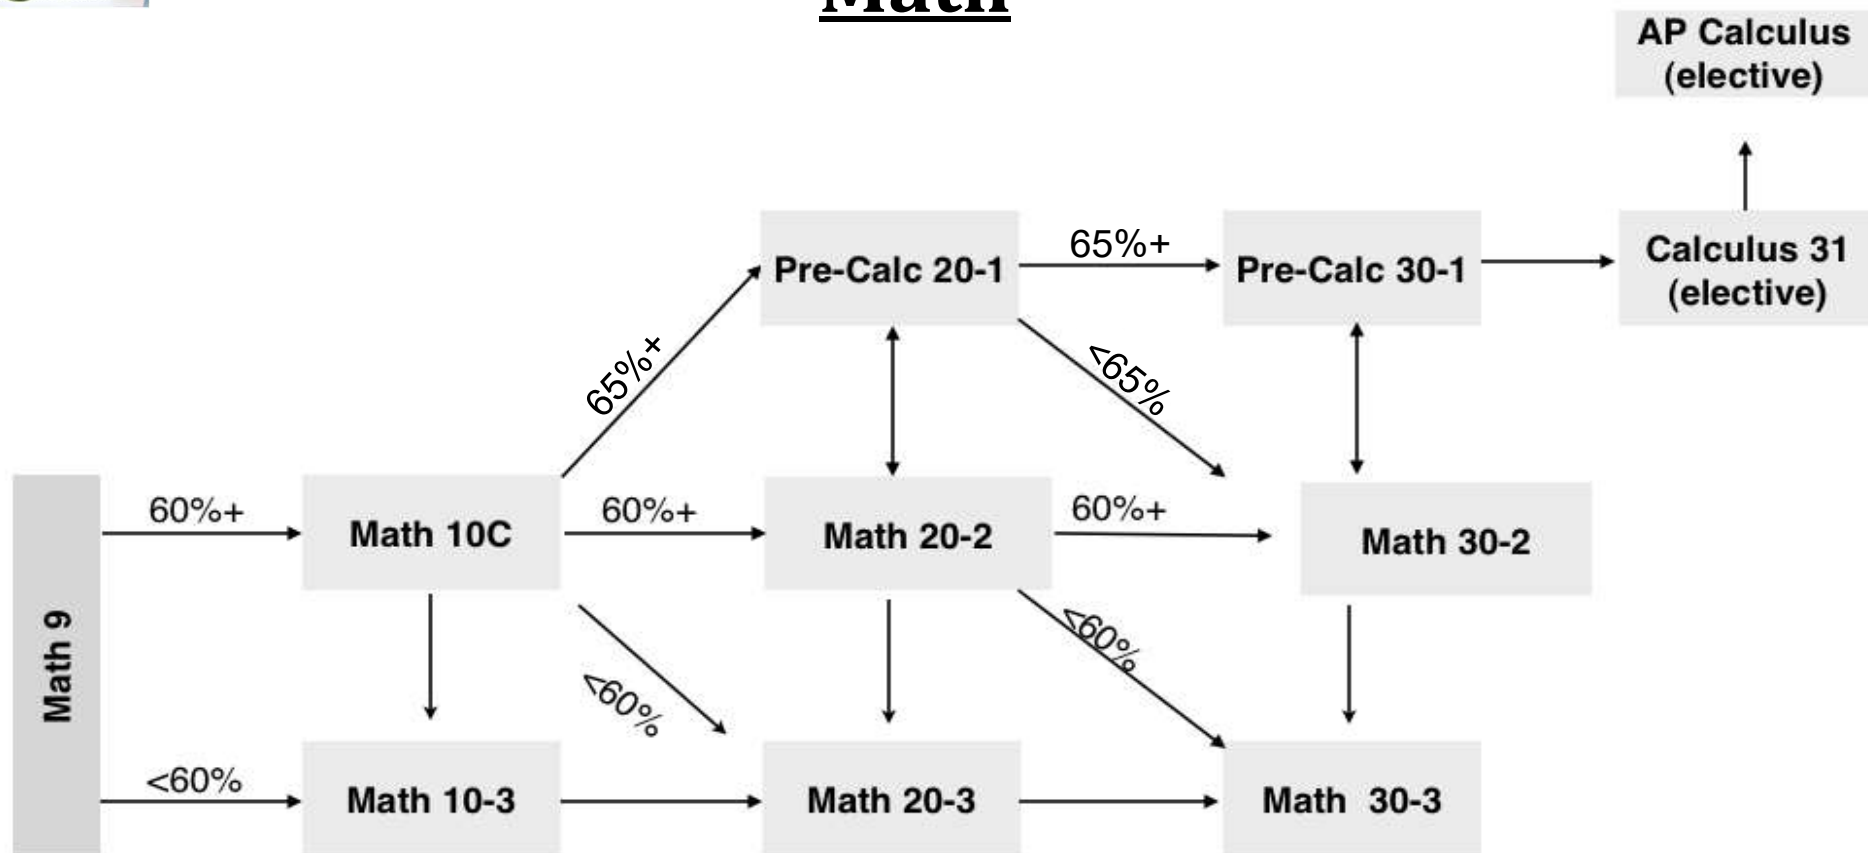 Math
AP Calculus
(elective)
65%+
Pre-Calc 20-1
Pre-Calc 30-1
Calculus 31
(elective)
65%+
<65%
60%+
60%+
60%+
Math 10C
Math 20-2
Math 30-2
Math 9
<60%
<60%
<60%
Math 10-3
Math 20-3
Math 30-3